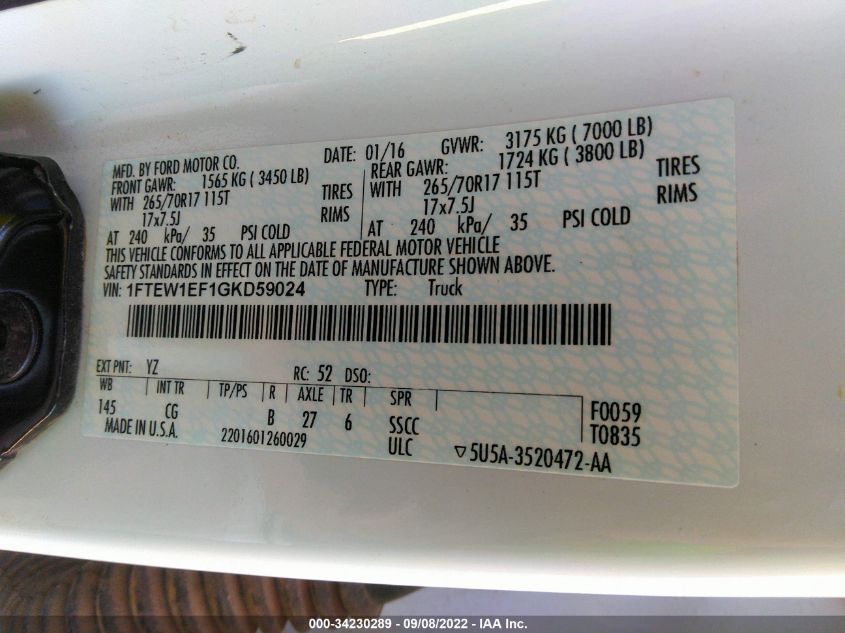 MFD. BY FORD MOTOR CO. DATE: 01/16 GVWR: 3175 KG ( 7000 LB)
FRONT GAWR: 1565 KG ( 3450 LB) REAR GAWR: 1724 KG ( 3800 LB)
WITH 265/70R17 115T TIRES WITH 265/70R17 115T TIRES
17x7.5J RIMS 17x7.5J RIMS
AT 240 kPa/ 35 PSI COLD AT 240 kPa/ 35 PSI COLD
THIS VEHICLE CONFORMS TO ALL APPLICABLE FEDERAL MOTOR VEHICLE
SAFETY STANDARDS IN EFFECT ON THE DATE OF MANUFACTURE SHOWN ABOVE.
VIN: 1FTEW1EF1GKD59024 TYPE: Truck
EXT PNT: YZ RC: 52 DSO:
WB INT TR TP/PS R AXLE TR SPR
145 CG B 27 6 SSCC F0059
MADE IN U.S.A. 2201601260029 ULC T0835
▽5U5A-3520472-AA
000-34230289 - 09/08/2022 - IAA Inc.